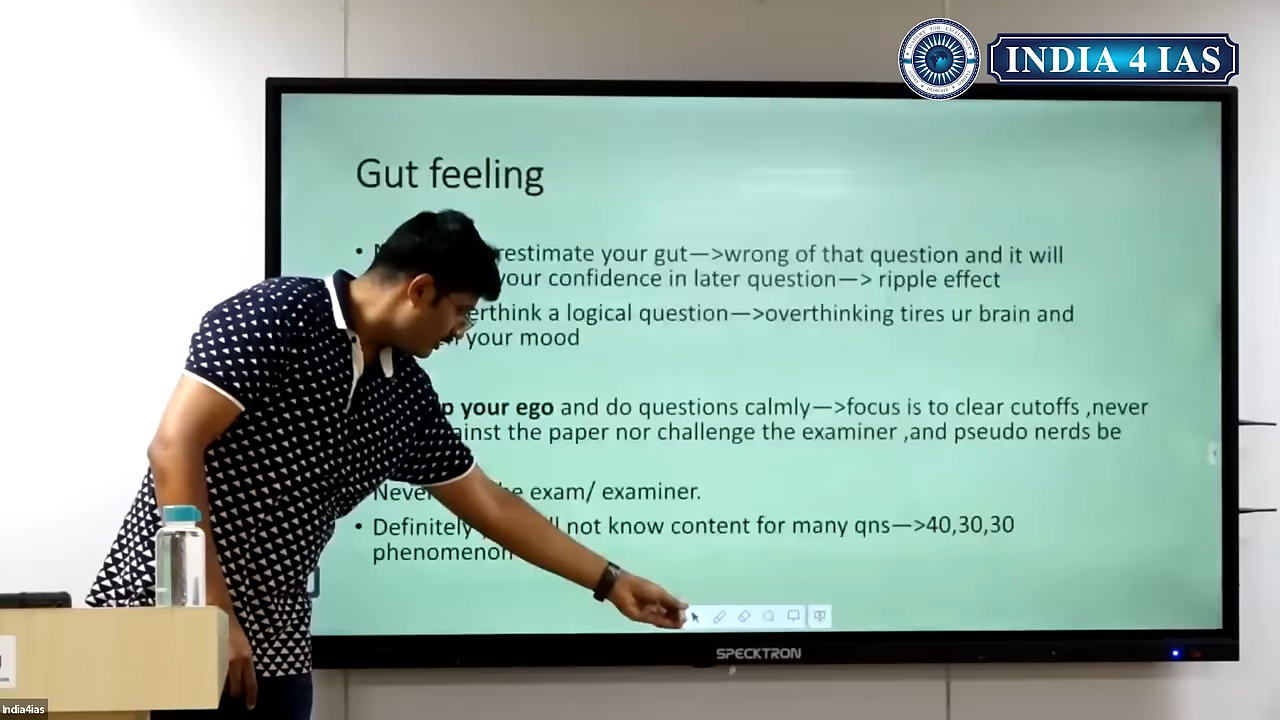 INDIA 4 IAS
Gut feeling
• restimate your gut—>wrong of that question and it will
your confidence in later question—> ripple effect
erthink a logical question—>overthinking tires ur brain and
your mood
p your ego and do questions calmly—>focus is to clear cutoffs ,never
ainst the paper nor challenge the examiner ,and pseudo nerds be
Never exam/ examiner.
• Definitely not know content for many qns—>40,30,30
phenomenon
SPECKTRON
India4ias